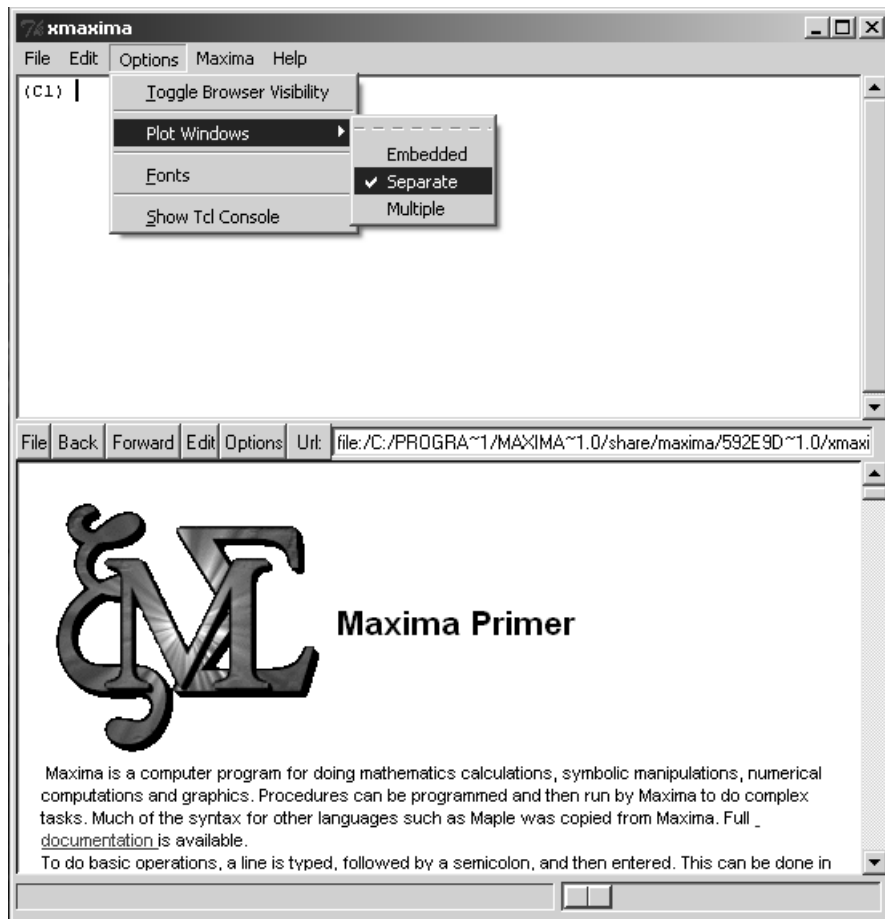 xmaxima
File Edit Options Maxima Help
(C1)
Toggle Browser Visibility
Plot Windows
Fonts
Show Tcl Console
Embedded
Separate
Multiple
File Back Forward Edit Options Url: file:/C:/PROGRA~1/MAXIMA~1.0/share/maxima/592E9D~1.0/xmaxi
Maxima Primer
Maxima is a computer program for doing mathematics calculations, symbolic manipulations, numerical
computations and graphics. Procedures can be programmed and then run by Maxima to do complex
tasks. Much of the syntax for other languages such as Maple was copied from Maxima. Full
documentation is available.
To do basic operations, a line is typed, followed by a semicolon, and then entered. This can be done in